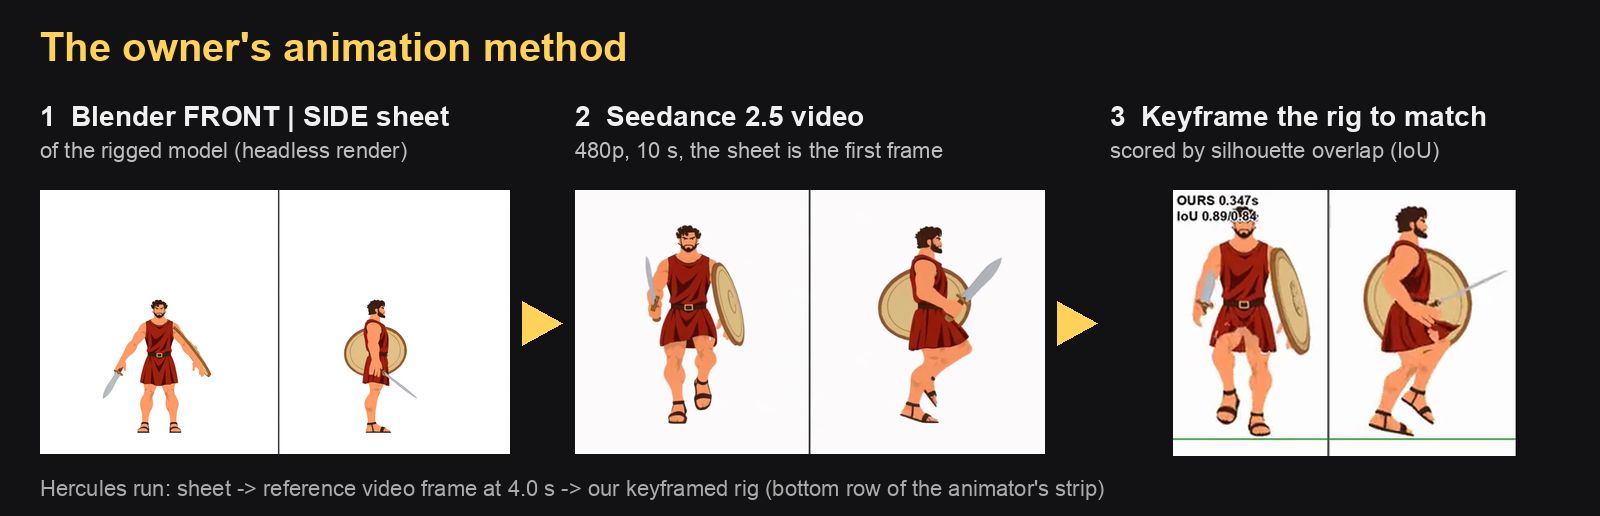 The owner's animation method
1 Blender FRONT | SIDE sheet
of the rigged model (headless render)
2 Seedance 2.5 video
480p, 10 s, the sheet is the first frame
3 Keyframe the rig to match
scored by silhouette overlap (IoU)
OURS 0.347s
IoU 0.89/0.84
Hercules run: sheet -> reference video frame at 4.0 s -> our keyframed rig (bottom row of the animator's strip)